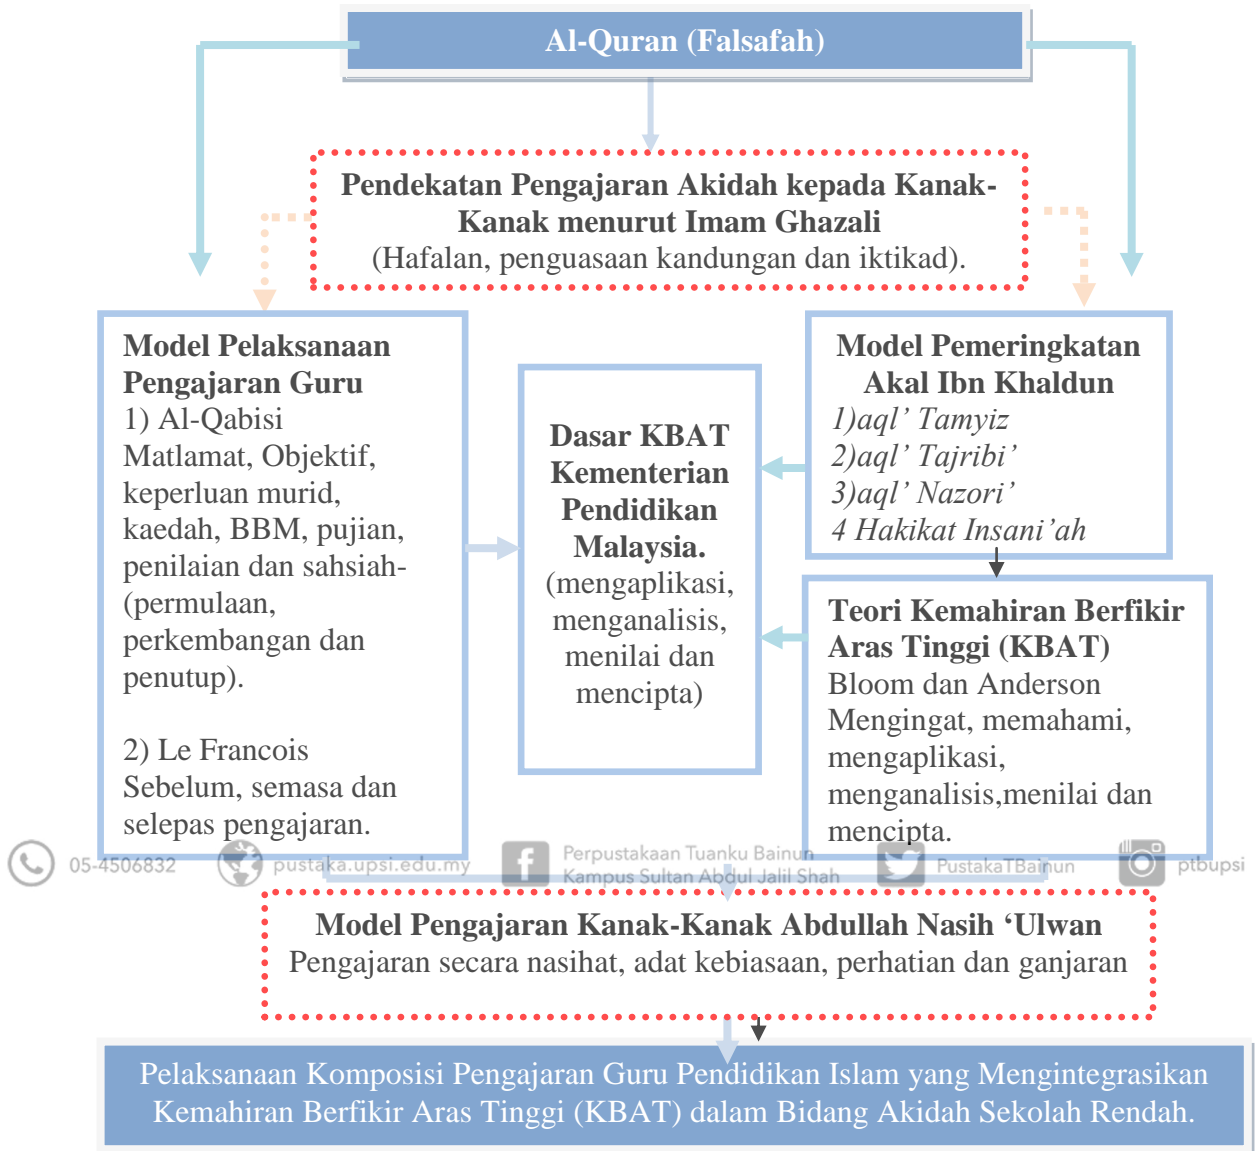 Al-Quran (Falsafah)
Pendekatan Pengajaran Akidah kepada Kanak-
Kanak menurut Imam Ghazali
(Hafalan, penguasaan kandungan dan iktikad).
Model Pelaksanaan
Pengajaran Guru
1) Al-Qabisi
Matlamat, Objektif,
keperluan murid,
kaedah, BBM, pujian,
penilaian dan sahsiah-
(permulaan,
perkembangan dan
penutup).
2) Le Francois
Sebelum, semasa dan
selepas pengajaran.
Dasar KBAT
Kementerian
Pendidikan
Malaysia.
(mengaplikasi,
menganalisis,
menilai dan
mencipta)
Model Pemeringkatan
Akal Ibn Khaldun
1)aql’ Tamyiz
2)aql’ Tajribi’
3)aql’ Nazori’
4 Hakikat Insani’ah
Teori Kemahiran Berfikir
Aras Tinggi (KBAT)
Bloom dan Anderson
Mengingat, memahami,
mengaplikasi,
menganalisis,menilai dan
mencipta.
05-4506832
pustaka.upsi.edu.my
Perpustakaan Tuanku Bainun
Kampus Sultan Abdul Jalil Shah
PustakaTBainun
ptbupsi
Model Pengajaran Kanak-Kanak Abdullah Nasih ‘Ulwan
Pengajaran secara nasihat, adat kebiasaan, perhatian dan ganjaran
Pelaksanaan Komposisi Pengajaran Guru Pendidikan Islam yang Mengintegrasikan
Kemahiran Berfikir Aras Tinggi (KBAT) dalam Bidang Akidah Sekolah Rendah.